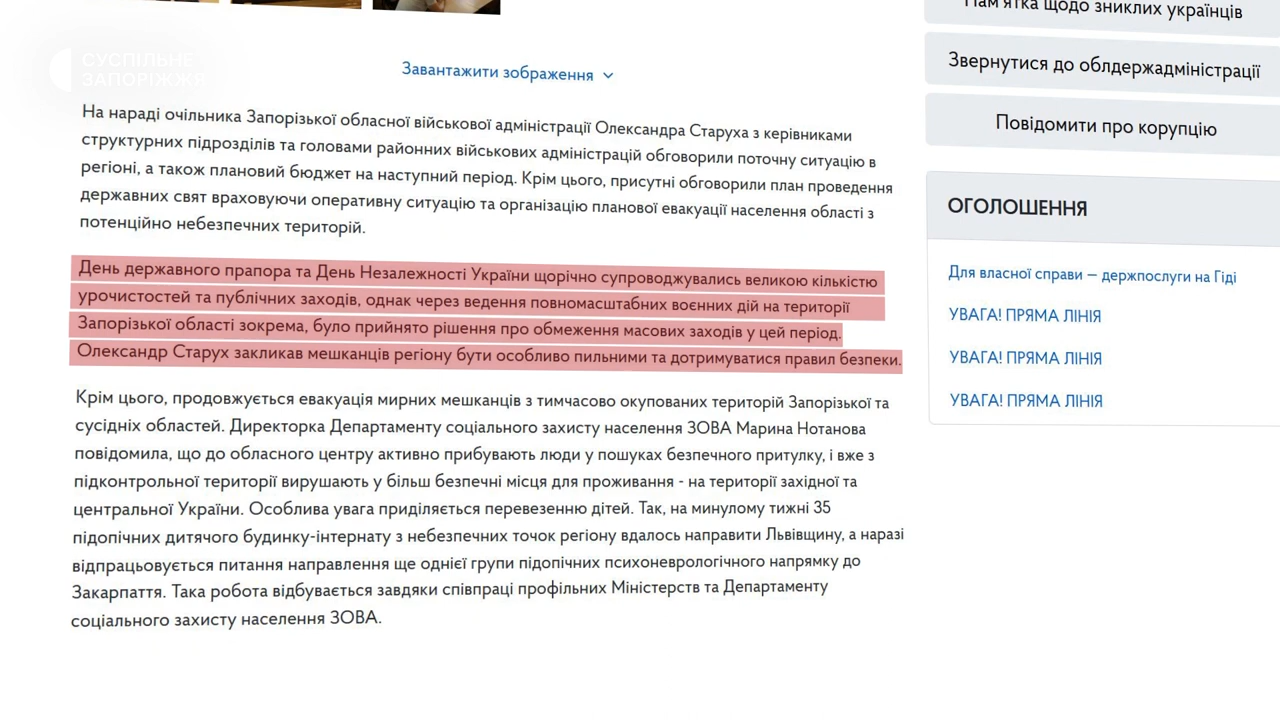 СУСПІЛЬНЕ
ЗАПОРІЖЖЯ
Завантажити зображення
На нараді очільника Запорізької обласної військової адміністрації Олександра Старуха з керівниками
структурних підрозділів та головами районних військових адміністрацій обговорили поточну ситуацію в
регіоні, а також плановий бюджет на наступний період. Крім цього, присутні обговорили план проведення
державних свят враховуючи оперативну ситуацію та організацію планової евакуації населення області з
потенційно небезпечних територій.
День державного прапора та День Незалежності України щорічно супроводжувались великою кількістю
урочистостей та публічних заходів, однак через ведення повномасштабних воєнних дій на території
Запорізької області зокрема, було прийнято рішення про обмеження масових заходів у цей період.
Олександр Старух закликав мешканців регіону бути особливо пильними та дотримуватися правил безпеки.
Крім цього, продовжується евакуація мирних мешканців з тимчасово окупованих територій Запорізької та
сусідніх областей. Директорка Департаменту соціального захисту населення ЗОВА Марина Нотанова
повідомила, що до обласного центру активно прибувають люди у пошуках безпечного притулку, і вже з
підконтрольної території вирушають у більш безпечні місця для проживання - на території західної та
центральної України. Особлива увага приділяється перевезенню дітей. Так, на минулому тижні 35
підопічних дитячого будинку-інтернату з небезпечних точок регіону вдалось направити Львівщину, а наразі
відпрацьовується питання направлення ще однієї групи підопічних психоневрологічного напрямку до
Закарпаття. Така робота відбувається завдяки співпраці профільних Міністерств та Департаменту
соціального захисту населення ЗОВА.
Пам'ятка щодо зниклих українців
Звернутися до облдержадміністрації
Повідомити про корупцію
ОГОЛОШЕННЯ
Для власної справи – держпослуги на Гіді
УВАГА! ПРЯМА ЛІНІЯ
УВАГА! ПРЯМА ЛІНІЯ
УВАГА! ПРЯМА ЛІНІЯ